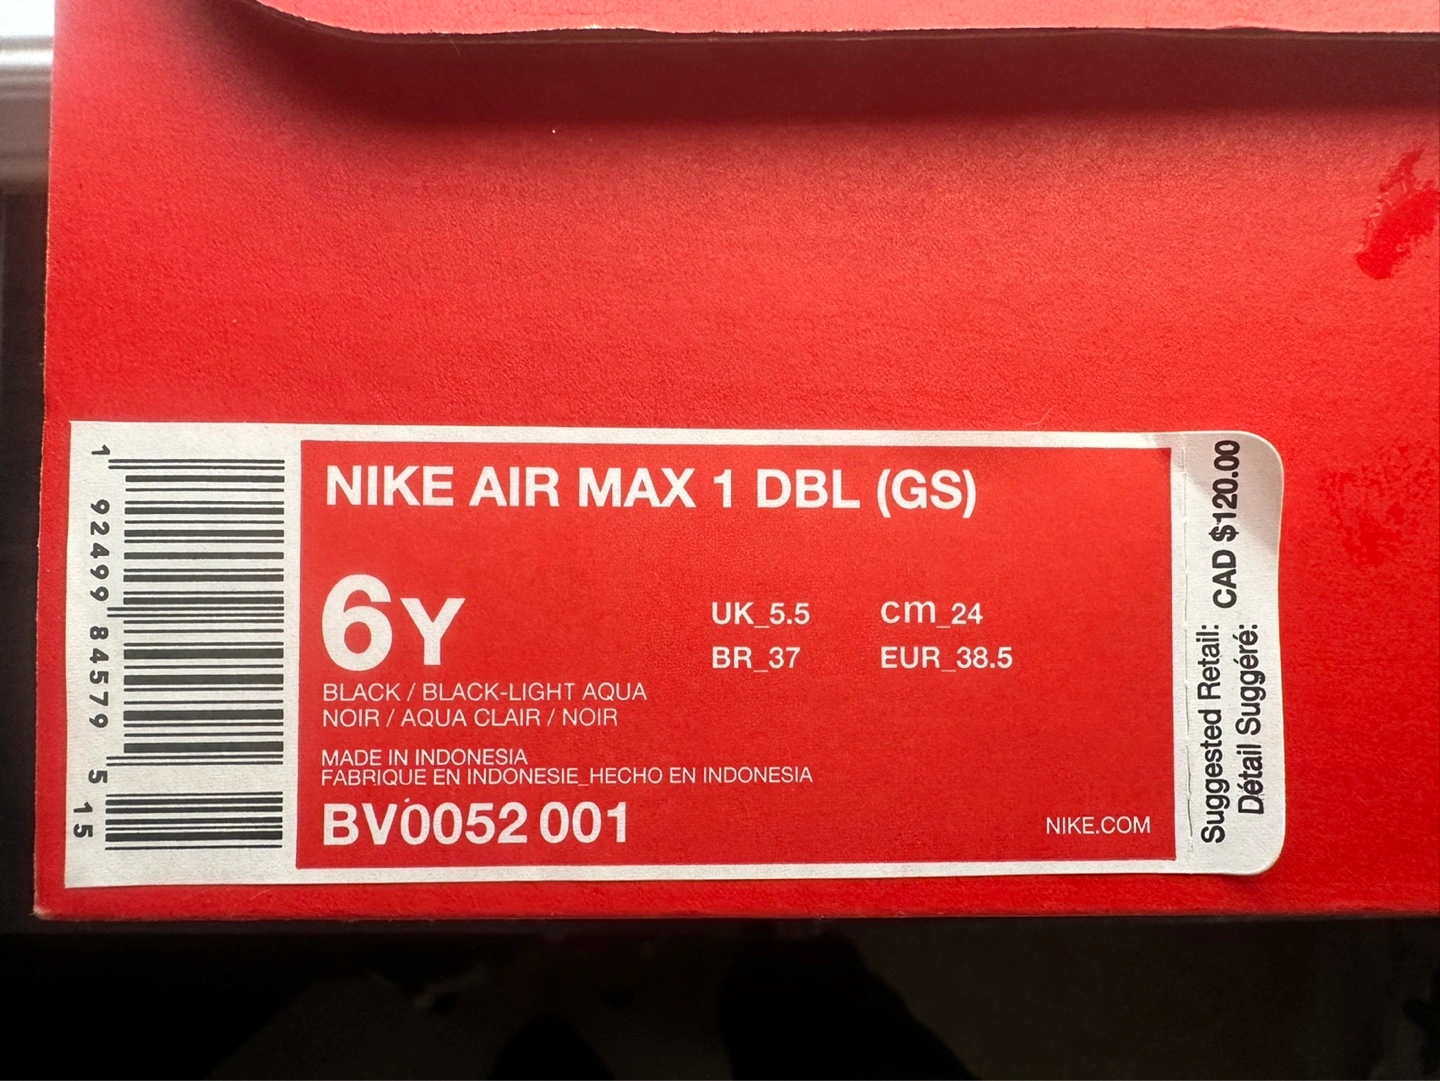 1 92499 84579 5 15
NIKE AIR MAX 1 DBL (GS)
6Y
UK_5.5 cm_24
BR_37 EUR_38.5
BLACK / BLACK-LIGHT AQUA
NOIR / AQUA CLAIR / NOIR
MADE IN INDONESIA
FABRIQUE EN INDONESIE_HECHO EN INDONESIA
BV0052 001
NIKE.COM
Suggested Retail: CAD $120.00
Détail Suggéré: